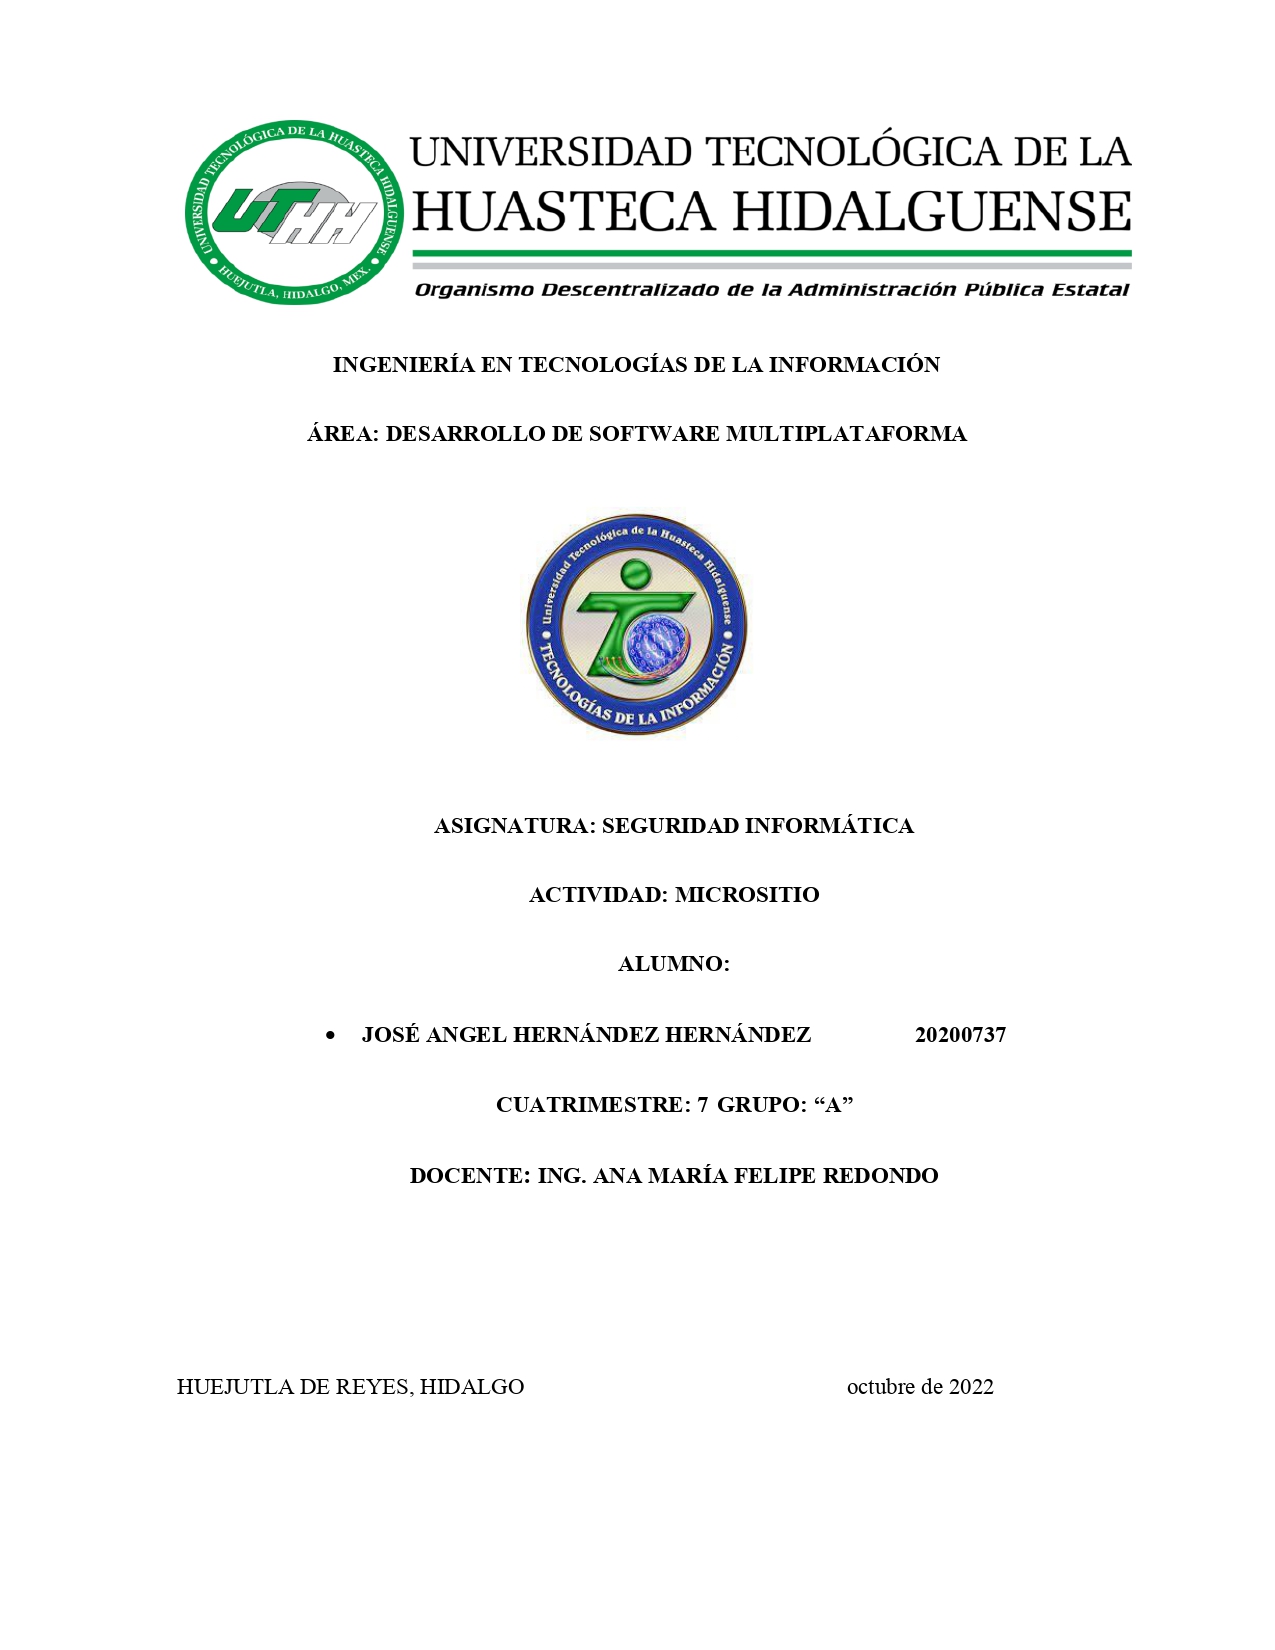 UNIVERSIDAD TECNOLÓGICA DE LA HUASTECA HIDALGUENSE
UTHH
HUEJUTLA, HIDALGO, MEX.
UNIVERSIDAD TECNOLÓGICA DE LA
HUASTECA HIDALGUENSE
Organismo Descentralizado de la Administración Pública Estatal
INGENIERÍA EN TECNOLOGÍAS DE LA INFORMACIÓN
ÁREA: DESARROLLO DE SOFTWARE MULTIPLATAFORMA
Universidad Tecnológica de la Huasteca Hidalguense
TECNOLOGÍAS DE LA INFORMACIÓN
ASIGNATURA: SEGURIDAD INFORMÁTICA
ACTIVIDAD: MICROSITIO
ALUMNO:
• JOSÉ ANGEL HERNÁNDEZ HERNÁNDEZ 20200737
CUATRIMESTRE: 7 GRUPO: “A”
DOCENTE: ING. ANA MARÍA FELIPE REDONDO
HUEJUTLA DE REYES, HIDALGO octubre de 2022